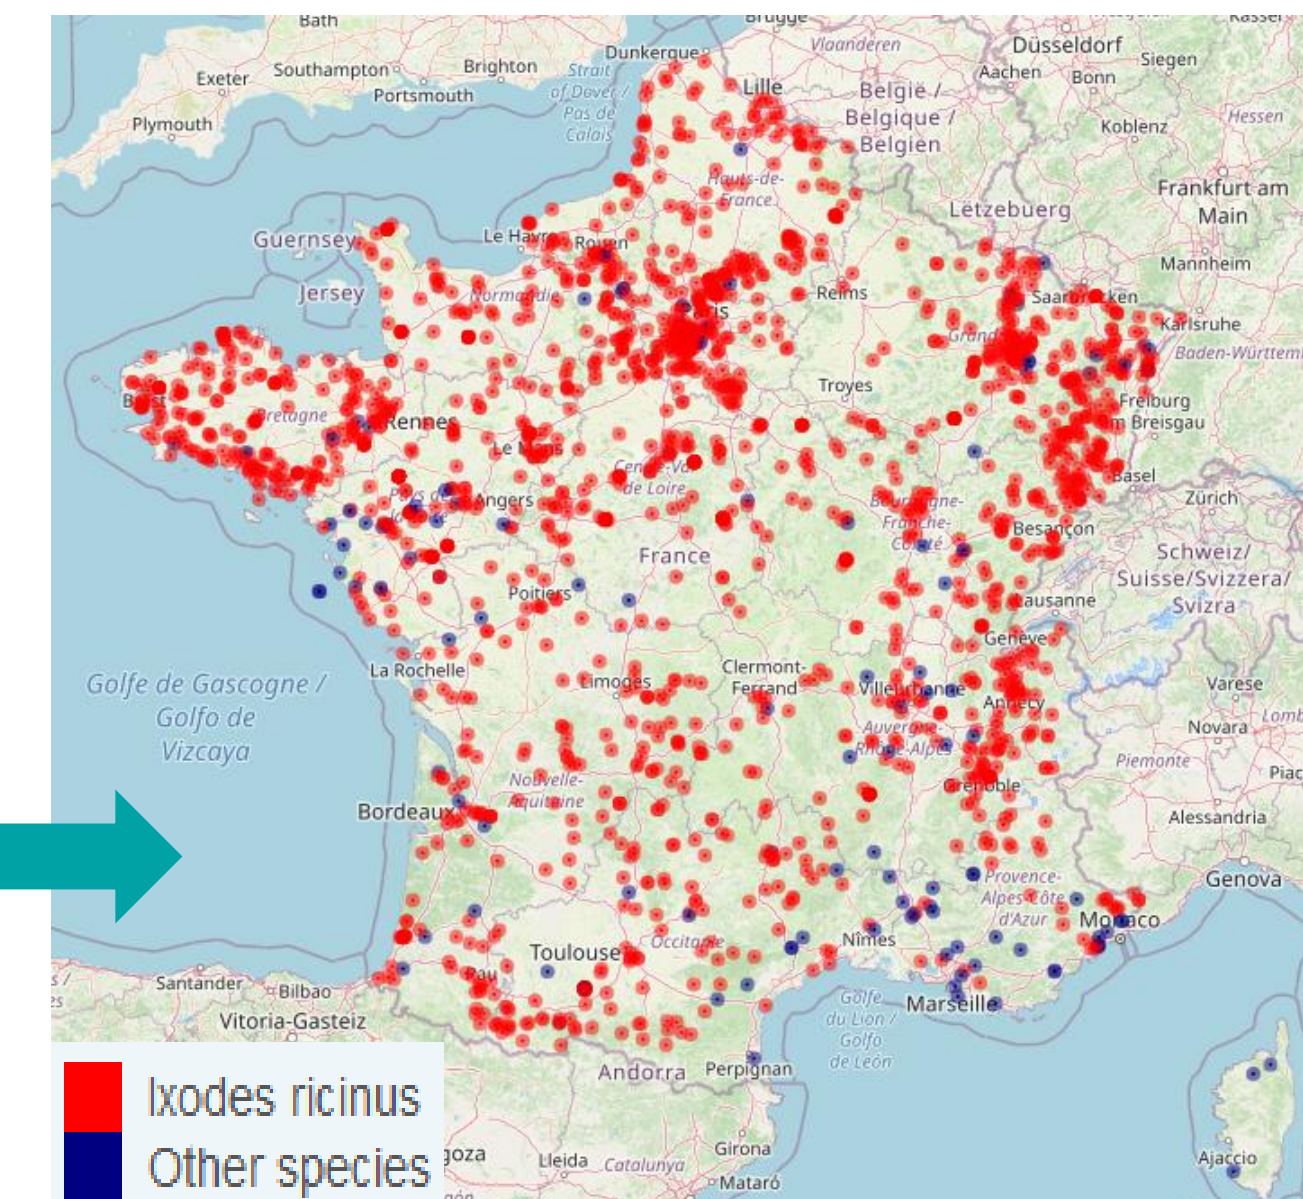 Bath
Brugge
Kassel
Dunkerque
Vlaanderen
Düsseldorf
Siegen
Exeter
Southampton
Brighton
Strait
of Dover /
Pas de
Calais
Lille
Aachen
Bonn
Portsmouth
België /
Belgique /
Belgien
Plymouth
Koblenz
Hessen
Hauts-de-
France
Frankfurt am
Main
Lëtzebuerg
Guernsey
Le Havre
Rouen
Mannheim
Jersey
Normandie
Reims
Saarbrücken
Karlsruhe
Baden-Württem
Troyes
Freiburg
m Breisgau
Bretagne
Rennes
Le Mans
Basel
Angers
de Loire
Bourgogne-
Franche-
Comté
Zürich
Besançon
France
Schweiz/
Suisse/Svizzera/
Svizra
Poitiers
Lausanne
Genève
La Rochelle
Limoges
Clermont-
Ferrand
Villeurbanne
Annecy
Varese
Golfe de Gascogne /
Golfo de
Vizcaya
Auvergne-
Rhône-Alpes
Novara
Lomb
Piemonte
Piac
Nouvelle-
Aquitaine
Grenoble
Bordeaux
Alessandria
Provence-
Alpes-Côte
d'Azur
Genova
Monaco
Toulouse
Occitanie
Nîmes
Pau
Santander
Bilbao
Marseille
Vitoria-Gasteiz
Golfe
du Lion /
Golfo
de León
Andorra
Perpignan
Ixodes ricinus
Other species
goza
Lleida
Catalunya
Girona
Mataró
Ajaccio